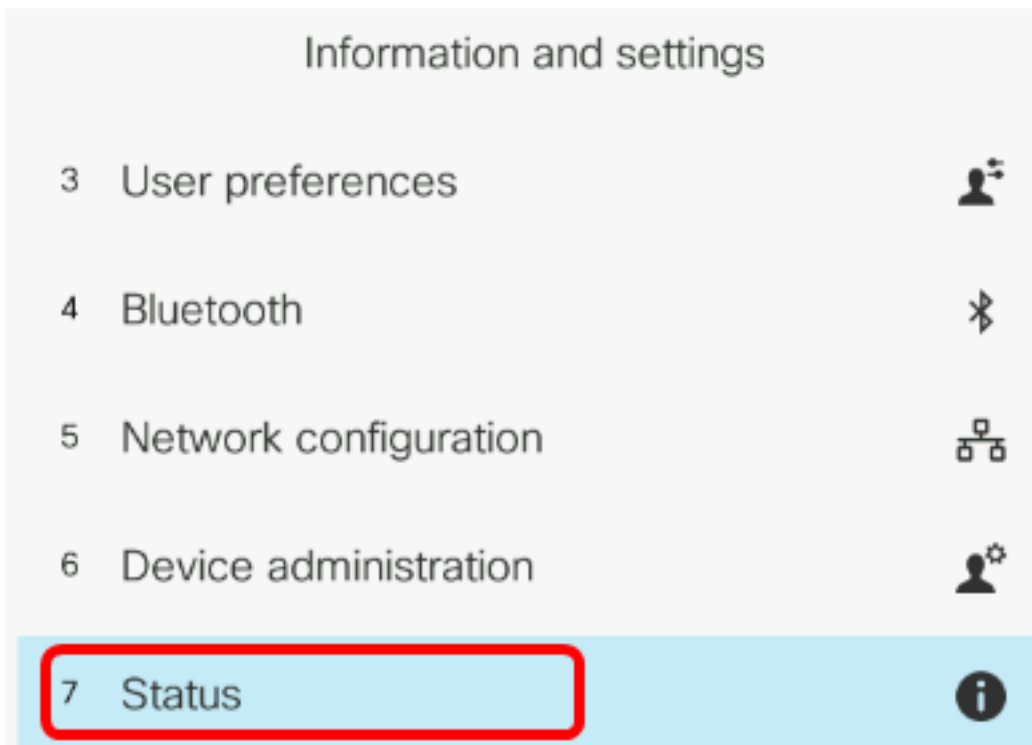 Information and settings
3 User preferences
4 Bluetooth
5 Network configuration
6 Device administration
7 Status